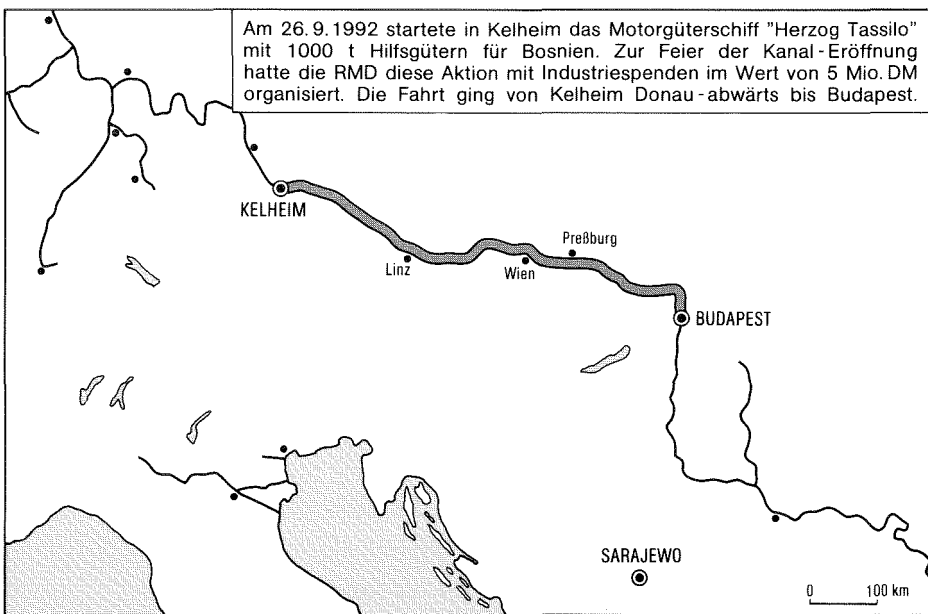 Am 26.9.1992 startete in Kelheim das Motorgüterschiff "Herzog Tassilo"
mit 1000 t Hilfsgütern für Bosnien. Zur Feier der Kanal-Eröffnung
hatte die RMD diese Aktion mit Industriespenden im Wert von 5 Mio. DM
organisiert. Die Fahrt ging von Kelheim Donau-abwärts bis Budapest.
KELHEIM
Linz
Wien
Preßburg
BUDAPEST
SARAJEWO
0 100 km